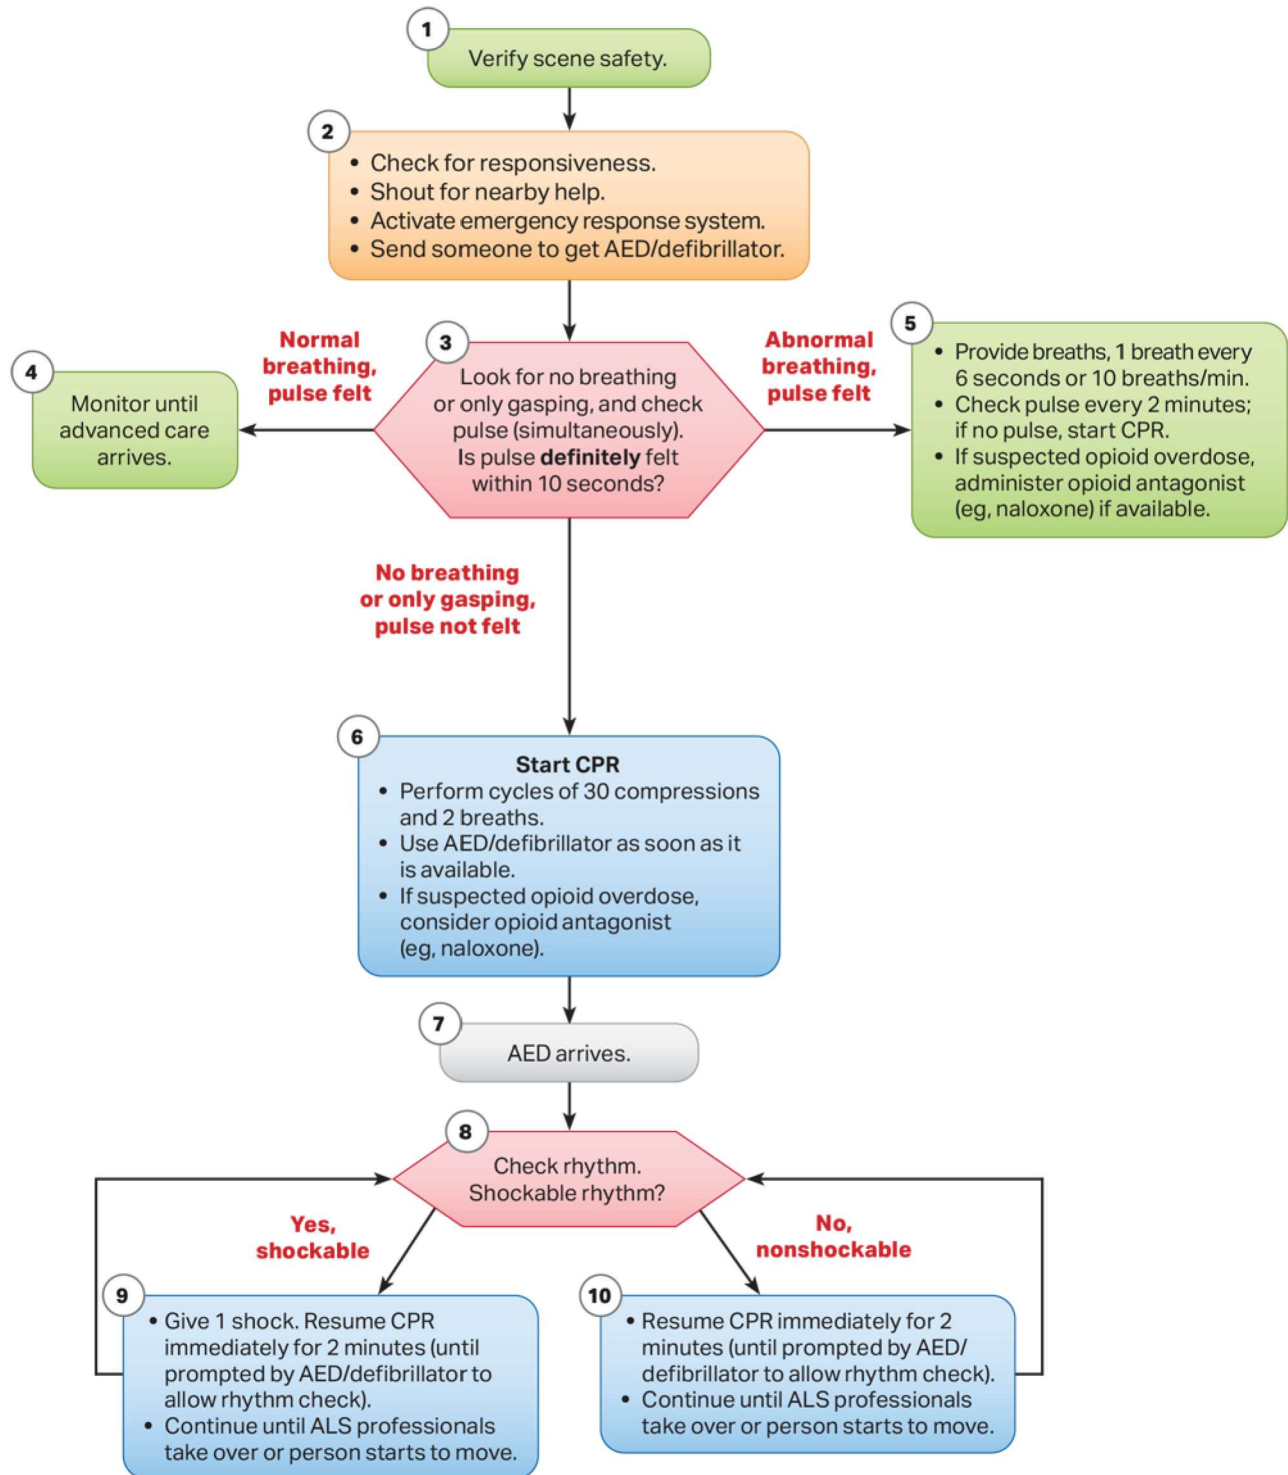 1
Verify scene safety.
2
• Check for responsiveness.
• Shout for nearby help.
• Activate emergency response system.
• Send someone to get AED/defibrillator.
3
Look for no breathing
or only gasping, and check
pulse (simultaneously).
Is pulse definitely felt
within 10 seconds?
Normal
breathing,
pulse felt
4
Monitor until
advanced care
arrives.
Abnormal
breathing,
pulse felt
5
• Provide breaths, 1 breath every
6 seconds or 10 breaths/min.
• Check pulse every 2 minutes;
if no pulse, start CPR.
• If suspected opioid overdose,
administer opioid antagonist
(eg, naloxone) if available.
No breathing
or only gasping,
pulse not felt
6
Start CPR
• Perform cycles of 30 compressions
and 2 breaths.
• Use AED/defibrillator as soon as it
is available.
• If suspected opioid overdose,
consider opioid antagonist
(eg, naloxone).
7
AED arrives.
8
Check rhythm.
Shockable rhythm?
Yes,
shockable
No,
nonshockable
9
• Give 1 shock. Resume CPR
immediately for 2 minutes (until
prompted by AED/defibrillator to
allow rhythm check).
• Continue until ALS professionals
take over or person starts to move.
10
• Resume CPR immediately for 2
minutes (until prompted by AED/
defibrillator to allow rhythm check).
• Continue until ALS professionals
take over or person starts to move.